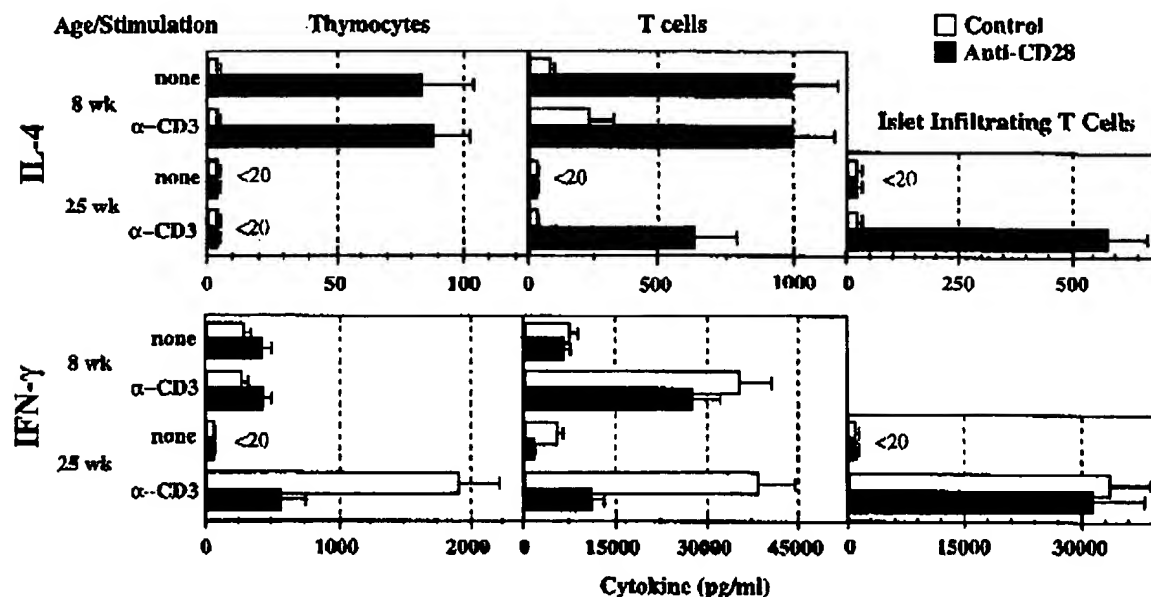 Age/Stimulation Thymocytes T cells Control
Anti-CD28
IL-4
8 wk
none
α-CD3
25 wk
none <20 <20
α-CD3 <20
Islet Infiltrating T Cells
<20
0 50 100 0 500 1000 0 250 500
IFN-γ
8 wk
none
α-CD3
25 wk
none <20 <20
α-CD3
0 1000 2000 0 15000 30000 45000 0 15000 30000
Cytokine (pg/ml)